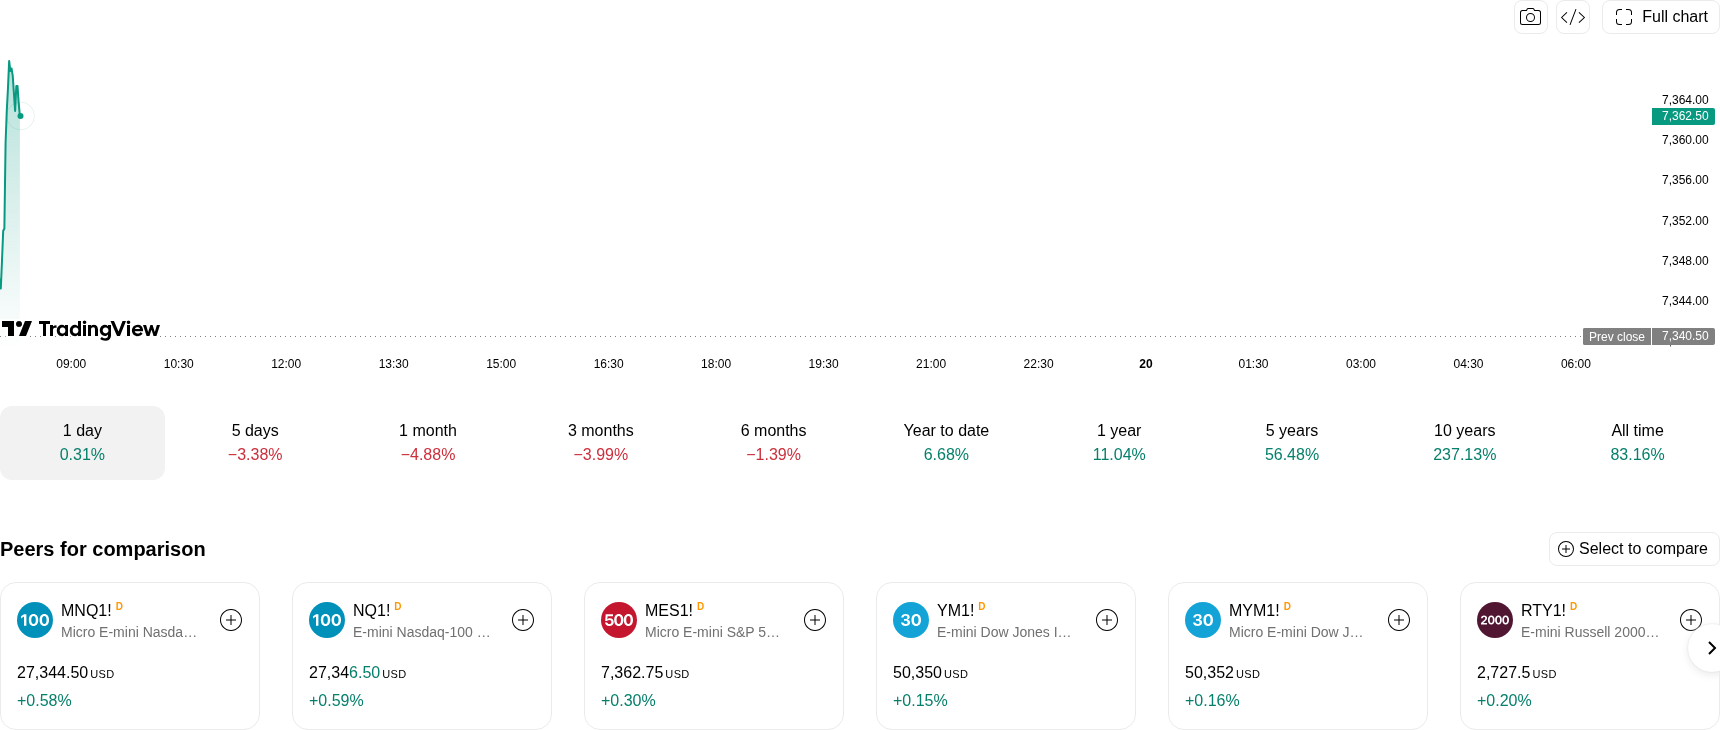 Full chart
7,364.00
7,362.50
7,360.00
7,356.00
7,352.00
7,348.00
7,344.00
TradingView
Prev close 7,340.50
09:00 10:30 12:00 13:30 15:00 16:30 18:00 19:30 21:00 22:30 20 01:30 03:00 04:30 06:00
1 day 5 days 1 month 3 months 6 months Year to date 1 year 5 years 10 years All time
0.31% −3.38% −4.88% −3.99% −1.39% 6.68% 11.04% 56.48% 237.13% 83.16%
Peers for comparison
Select to compare
100 MNQ1! D
Micro E-mini Nasda…
27,344.50 USD
+0.58%
100 NQ1! D
E-mini Nasdaq-100 …
27,346.50 USD
+0.59%
500 MES1! D
Micro E-mini S&P 5…
7,362.75 USD
+0.30%
30 YM1! D
E-mini Dow Jones I…
50,350 USD
+0.15%
30 MYM1! D
Micro E-mini Dow J…
50,352 USD
+0.16%
2000 RTY1! D
E-mini Russell 2000…
2,727.5 USD
+0.20%